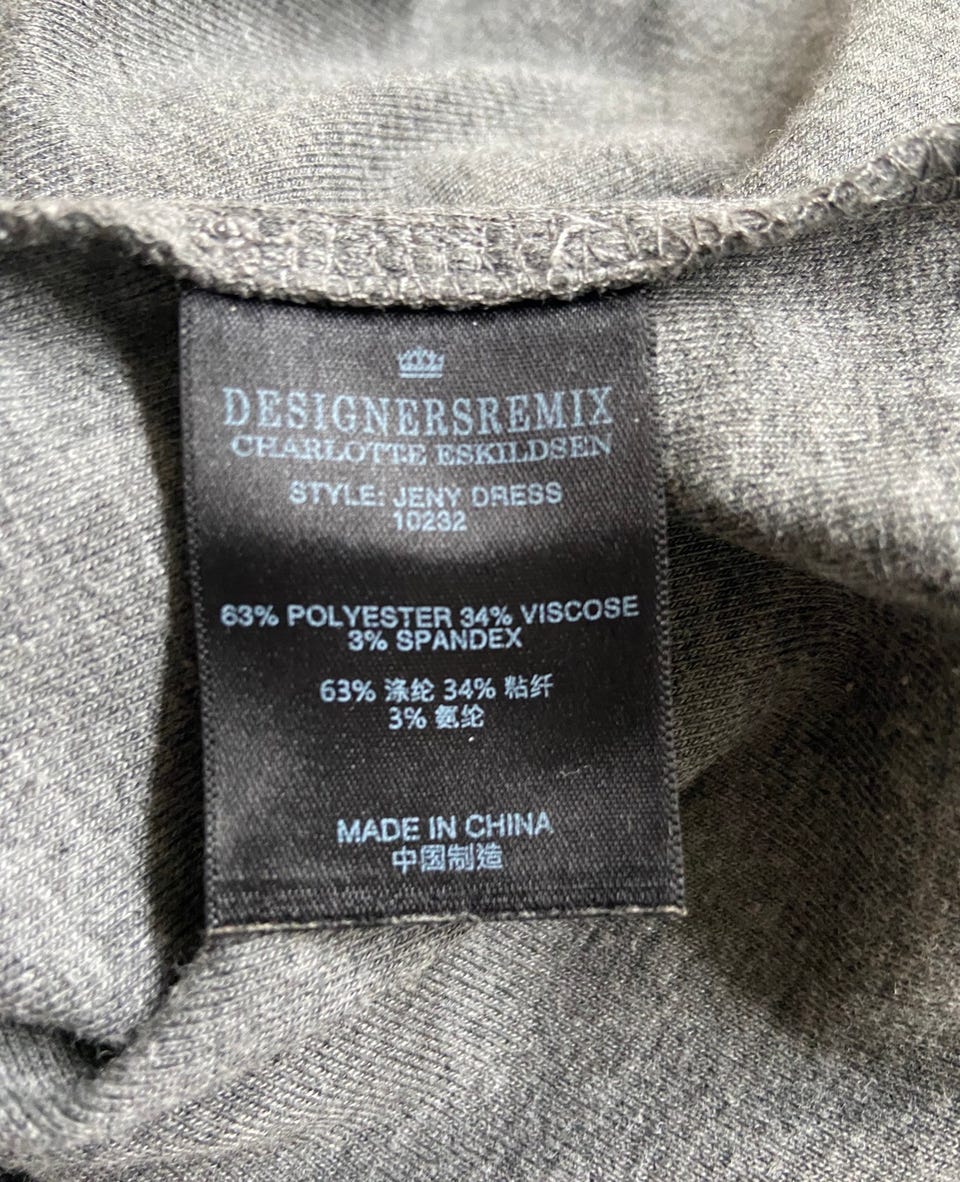 DESIGNERSREMIX
CHARLOTTE ESKILDSEN
STYLE: JENY DRESS
10232
63% POLYESTER 34% VISCOSE
3% SPANDEX
63% 涤纶 34% 粘纤
3% 氨纶
MADE IN CHINA
中国制造